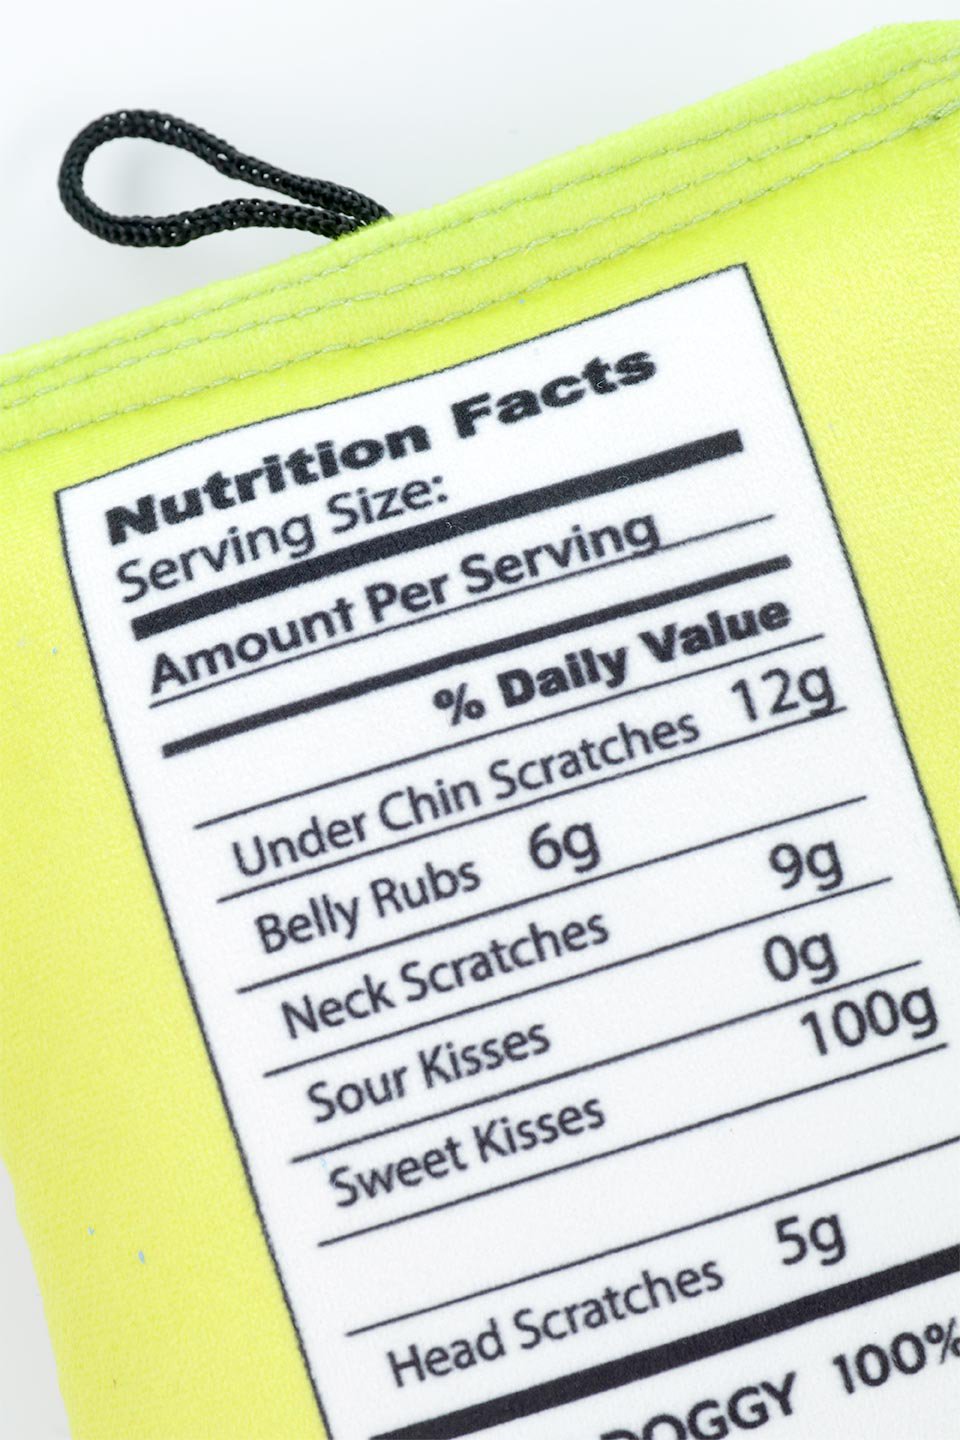 Nutrition Facts
Serving Size:
Amount Per Serving
% Daily Value
Under Chin Scratches 12g
Belly Rubs 6g
Neck Scratches 9g
Sour Kisses 0g
Sweet Kisses 100g
Head Scratches 5g
DOGGY 100%